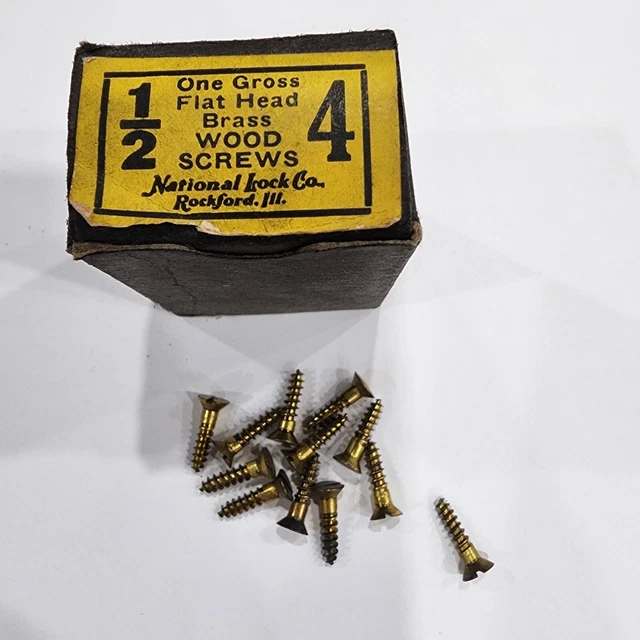 1/2
One Gross
Flat Head
Brass
WOOD
SCREWS
4
National Lock Co.,
Rockford, Ill.